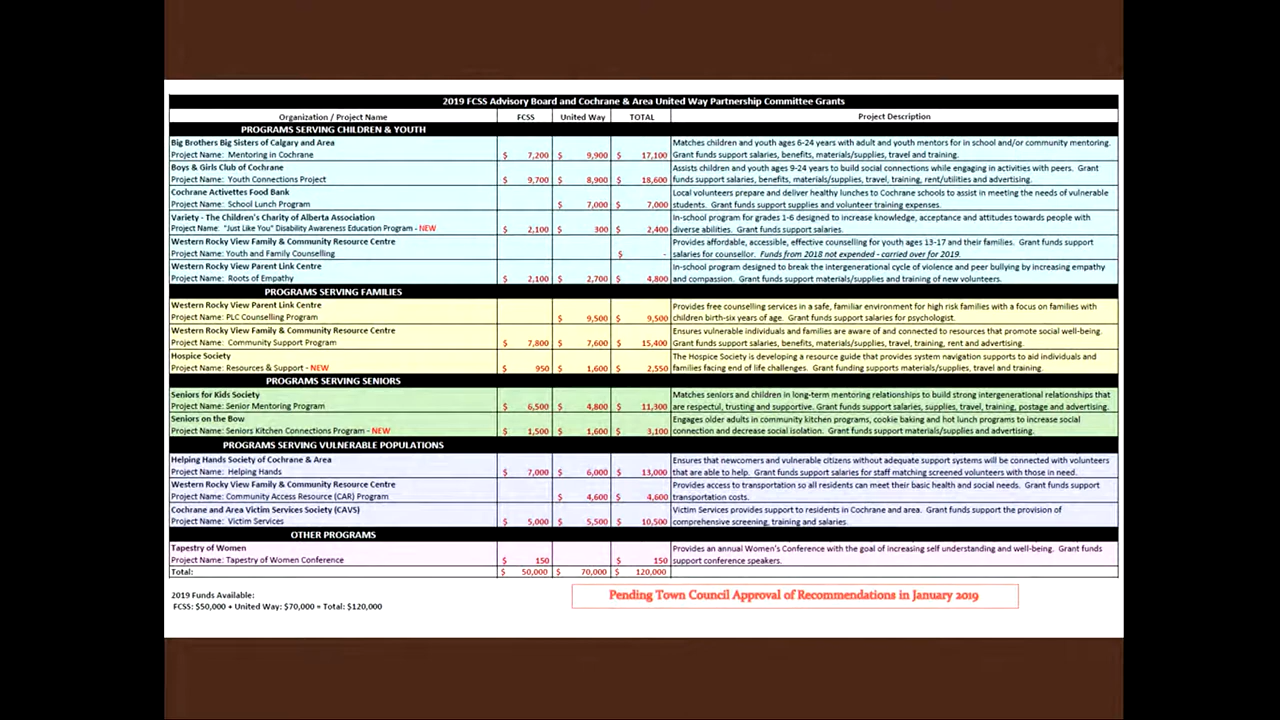 2019 FCSS Advisory Board and Cochrane & Area United Way Partnership Committee Grants
Organization / Project Name FCSS United Way TOTAL Project Description
PROGRAMS SERVING CHILDREN & YOUTH
Big Brothers Big Sisters of Calgary and Area Matches children and youth ages 6-24 years with adult and youth mentors for in school and/or community mentoring.
Project Name: Mentoring in Cochrane $ 7,200 $ 9,900 $ 17,100 Grant funds support salaries, benefits, materials/supplies, travel and training.
Boys & Girls Club of Cochrane Assists children and youth ages 9-24 years to build social connections while engaging in activities with peers. Grant
Project Name: Youth Connections Project $ 9,700 $ 8,900 $ 18,600 funds support salaries, benefits, materials/supplies, travel, training, rent/utilities and advertising.
Cochrane Activettes Food Bank Local volunteers prepare and deliver healthy lunches to Cochrane schools to assist in meeting the needs of vulnerable
Project Name: School Lunch Program $ 7,000 $ 7,000 students. Grant funds support supplies and volunteer training expenses.
Variety - The Children's Charity of Alberta Association In-school program for grades 1-6 designed to increase knowledge, acceptance and attitudes towards people with
Project Name: "Just Like You" Disability Awareness Education Program - NEW $ 2,100 $ 300 $ 2,400 diverse abilities. Grant funds support salaries.
Western Rocky View Family & Community Resource Centre Provides affordable, accessible, effective counselling for youth ages 13-17 and their families. Grant funds support
Project Name: Youth and Family Counselling $ - salaries for counsellor. Funds from 2018 not expended - carried over for 2019.
Western Rocky View Parent Link Centre In-school program designed to break the intergenerational cycle of violence and peer bullying by increasing empathy
Project Name: Roots of Empathy $ 2,100 $ 2,700 $ 4,800 and compassion. Grant funds support salaries, materials/supplies and training of new volunteers.
PROGRAMS SERVING FAMILIES
Western Rocky View Parent Link Centre Provides free counselling services in a safe, familiar environment for high risk families with a focus on families with
Project Name: PLC Counselling Program $ 9,500 $ 9,500 children birth-six years of age. Grant funds support salaries for psychologist.
Western Rocky View Family & Community Resource Centre Ensures vulnerable individuals and families are aware of and connected to resources that promote social well-being.
Project Name: Community Support Program $ 7,800 $ 7,600 $ 15,400 Grant funds support salaries, benefits, materials/supplies, travel, training, rent and advertising.
Hospice Society The Hospice Society is developing a resource guide that provides system navigation supports to aid individuals and
Project Name: Resources & Support - NEW $ 950 $ 1,600 $ 2,550 families facing end of life challenges. Grant funding supports materials/supplies, travel and training.
PROGRAMS SERVING SENIORS
Seniors for Kids Society Matches seniors and children in long-term mentoring relationships to build strong intergenerational relationships that
Project Name: Senior Mentoring Program $ 6,500 $ 4,800 $ 11,300 are respectul, trusting and supportive. Grant funds support salaries, supplies, travel, training, postage and advertising.
Seniors on the Bow Engages older adults in community kitchen programs, cookie baking and hot lunch programs to increase social
Project Name: Seniors Kitchen Connections Program - NEW $ 1,500 $ 1,600 $ 3,100 connection and decrease social isolation. Grant funds support materials/supplies and advertising.
PROGRAMS SERVING VULNERABLE POPULATIONS
Helping Hands Society of Cochrane & Area Ensures that newcomers and vulnerable citizens without adequate support systems will be connected with volunteers
Project Name: Helping Hands $ 7,000 $ 6,000 $ 13,000 that are able to help. Grant funds support salaries for staff matching screened volunteers with those in need.
Western Rocky View Family & Community Resource Centre Provides access to transportation so all residents can meet their basic health and social needs. Grant funds support
Project Name: Community Access Resource (CAR) Program $ 4,600 $ 4,600 transportation costs.
Cochrane and Area Victim Services Society (CAVS) Victim Services provides support to residents in Cochrane and area. Grant funds support the provision of
Project Name: Victim Services $ 5,000 $ 5,500 $ 10,500 comprehensive screening, training and salaries.
OTHER PROGRAMS
Tapestry of Women Provides an annual Women's Conference with the goal of increasing self understanding and well-being. Grant funds
Project Name: Tapestry of Women Conference $ 150 $ 150 support conference speakers.
Total: $ 50,000 $ 70,000 $ 120,000
2019 Funds Available:
FCSS: $50,000 + United Way: $70,000 = Total: $120,000
Pending Town Council Approval of Recommendations in January 2019